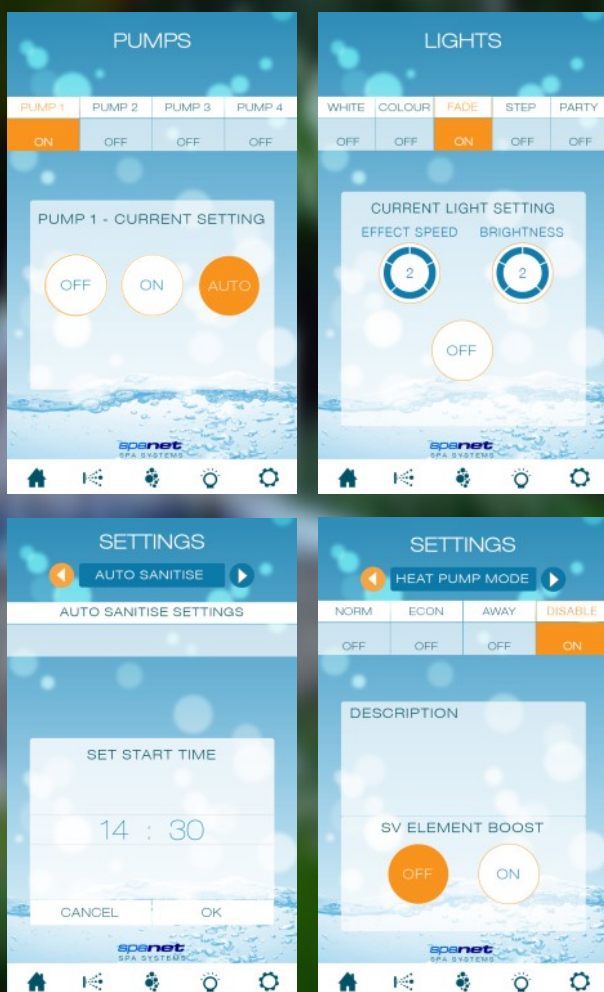 PUMPS
PUMP 1 PUMP 2 PUMP 3 PUMP 4
ON OFF OFF OFF
PUMP 1 - CURRENT SETTING
OFF ON AUTO
spanet
SPA SYSTEMS
LIGHTS
WHITE COLOUR FADE STEP PARTY
OFF OFF ON OFF OFF
CURRENT LIGHT SETTING
EFFECT SPEED BRIGHTNESS
2 2
OFF
spanet
SPA SYSTEMS
SETTINGS
AUTO SANITISE
AUTO SANITISE SETTINGS
SET START TIME
14 : 30
CANCEL OK
spanet
SPA SYSTEMS
SETTINGS
HEAT PUMP MODE
NORM ECON AWAY DISABLE
OFF OFF OFF ON
DESCRIPTION
SV ELEMENT BOOST
OFF ON
spanet
SPA SYSTEMS